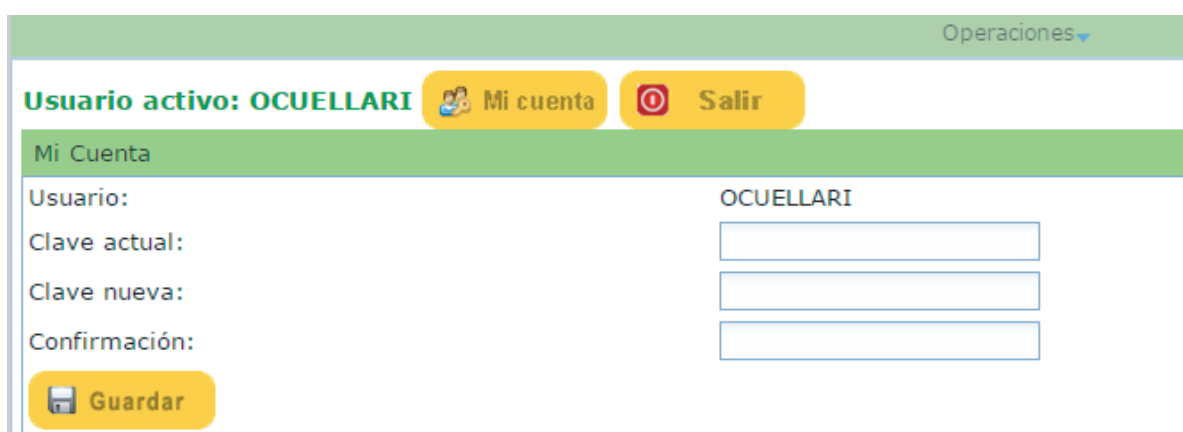 Operaciones
Usuario activo: OCUELLARI Mi cuenta Salir
Mi Cuenta
Usuario: OCUELLARI
Clave actual:
Clave nueva:
Confirmación:
Guardar